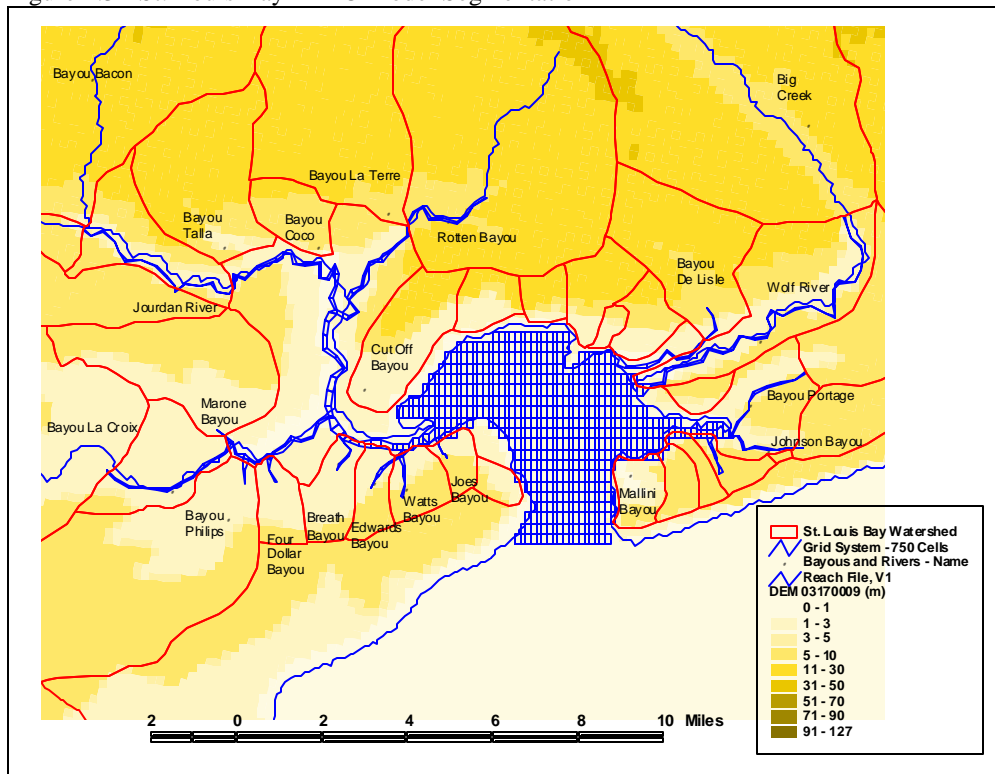 Bayou Bacon
Big
Creek
Bayou La Terre
Bayou
Talla
Bayou
Coco
Rotten Bayou
Bayou
De Lisle
Wolf River
Jourdan River
Cut Off
Bayou
Marone
Bayou
Bayou Portage
Bayou La Croix
Johnson Bayou
Joes
Bayou
Mallini
Bayou
Watts
Bayou
Bayou
Philips
Breath
Bayou
Edwards
Bayou
Four
Dollar
Bayou
St. Louis Bay Watershed
Grid System - 750 Cells
Bayous and Rivers - Name
Reach File, V1
DEM 03170009 (m)
0 - 1
1 - 3
3 - 5
5 - 10
11 - 30
31 - 50
51 - 70
71 - 90
91 - 127
2 0 2 4 6 8 10 Miles